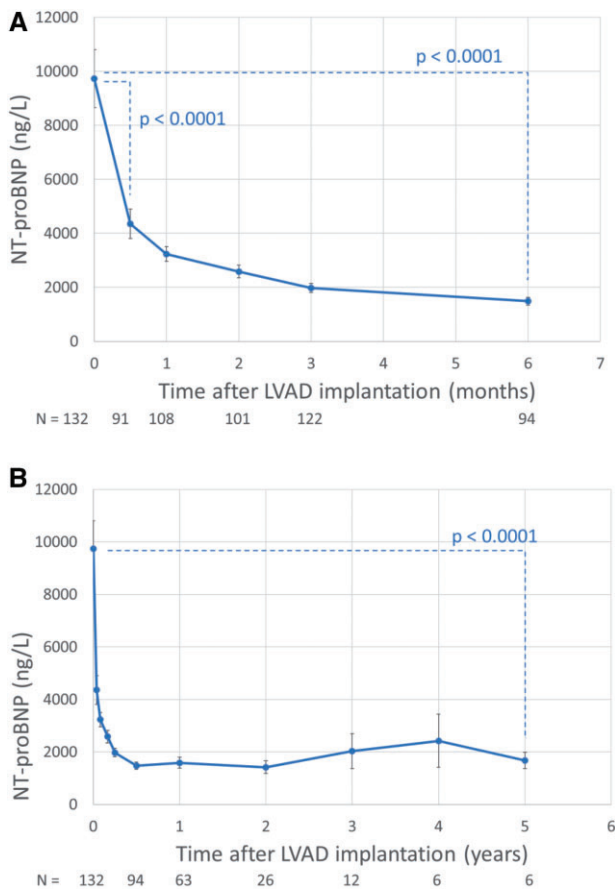 A
12000
10000
8000
6000
4000
2000
0
NT-proBNP (ng/L)
p < 0.0001
p < 0.0001
0 1 2 3 4 5 6 7
Time after LVAD implantation (months)
N = 132 91 108 101 122 94
B
12000
10000
8000
6000
4000
2000
0
NT-proBNP (ng/L)
p < 0.0001
0 1 2 3 4 5 6
Time after LVAD implantation (years)
N = 132 94 63 26 12 6 6